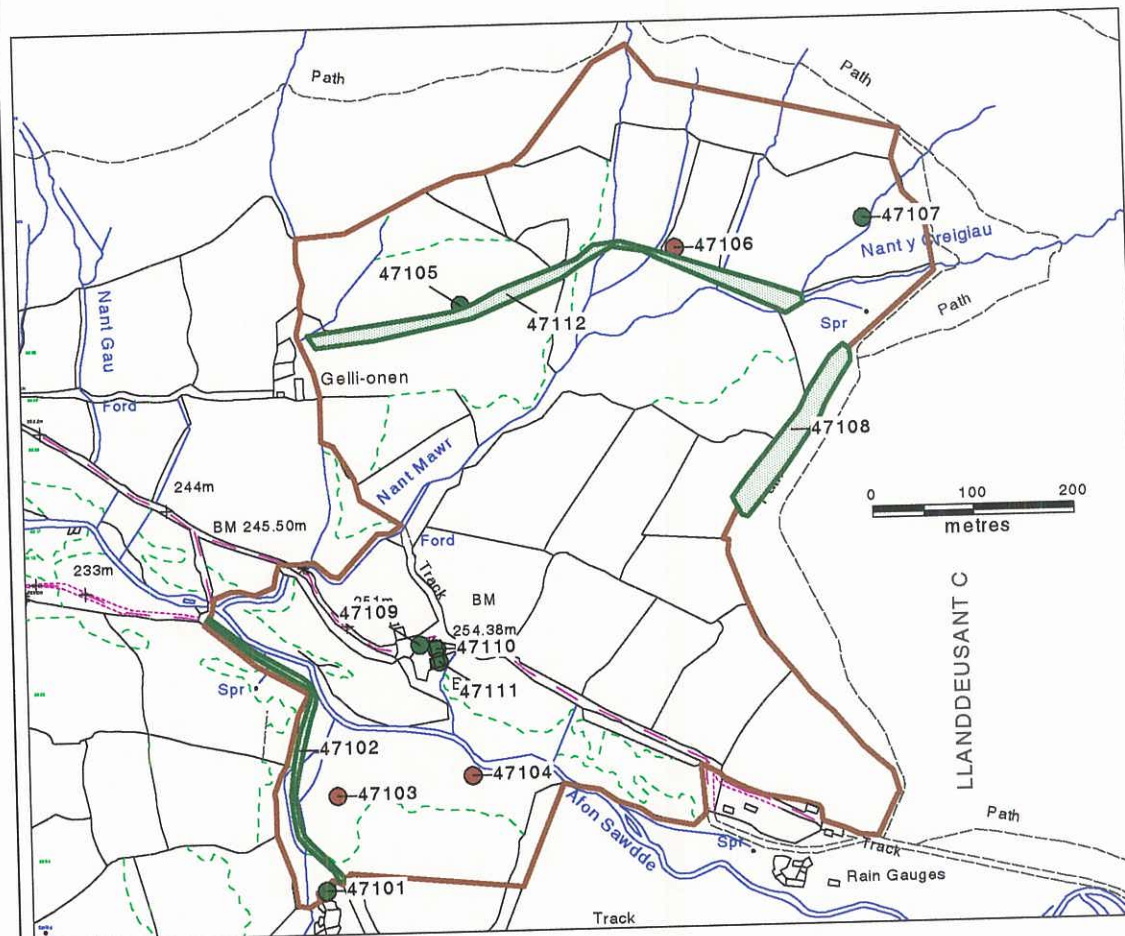 Path
Path
47107
Nant y Creigiau
47106
47105
47112
Path
Spr
Nant Gau
Gelli-onen
Ford
47108
Nant Mawr
244m
BM 245.50m
0 100 200
metres
Ford
Track
233m
BM
47109
254.38m
47110
47111
Spr
LLANDDEUSANT C
47102
47104
47103
Afon Sawdde
Path
Spr
Track
Rain Gauges
47101
Track